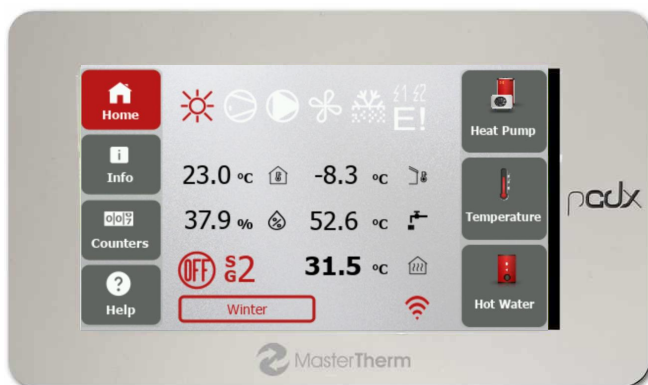 Home
E!
Heat Pump
Info
23.0 °C
-8.3 °C
37.9 %
52.6 °C
Temperature
Counters
OFF
SG2
31.5 °C
Help
Winter
Hot Water
pGDx
MasterTherm